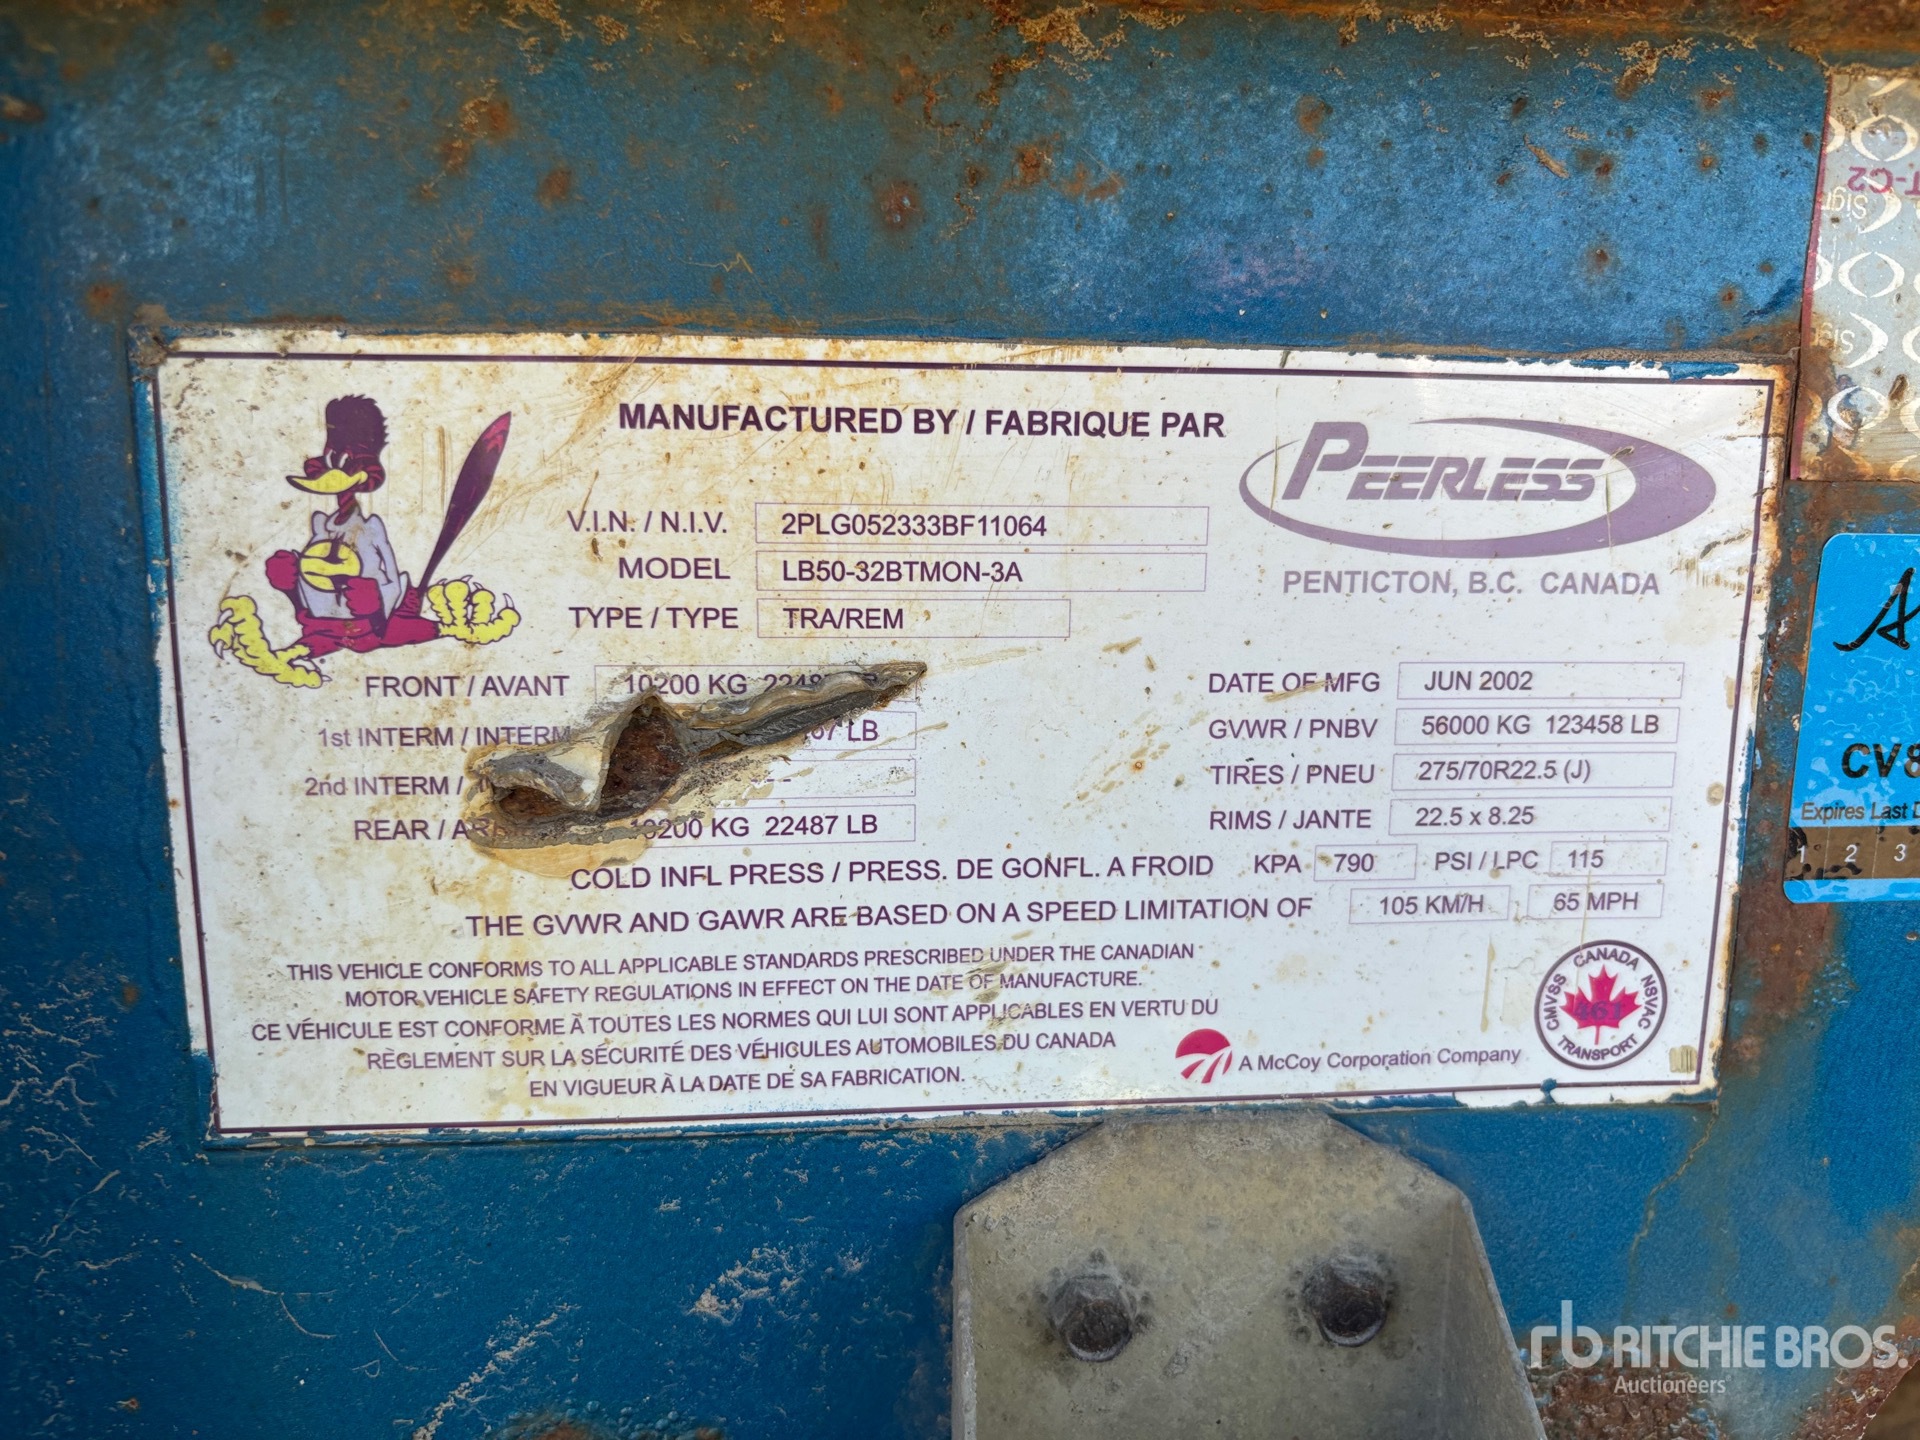 MANUFACTURED BY / FABRIQUE PAR
PEERLESS
PENTICTON, B.C. CANADA
V.I.N. / N.I.V. 2PLG052333BF11064
MODEL LB50-32BTMON-3A
TYPE / TYPE TRA/REM
FRONT / AVANT 10200 KG
1st INTERM / INTERM LB
2nd INTERM /
REAR / 10200 KG 22487 LB
DATE OF MFG JUN 2002
GVWR / PNBV 56000 KG 123458 LB
TIRES / PNEU 275/70R22.5 (J)
RIMS / JANTE 22.5 x 8.25
COLD INFL PRESS / PRESS. DE GONFL. A FROID KPA 790 PSI / LPC 115
THE GVWR AND GAWR ARE BASED ON A SPEED LIMITATION OF 105 KM/H 65 MPH
THIS VEHICLE CONFORMS TO ALL APPLICABLE STANDARDS PRESCRIBED UNDER THE CANADIAN
MOTOR VEHICLE SAFETY REGULATIONS IN EFFECT ON THE DATE OF MANUFACTURE.
CE VÉHICULE EST CONFORME À TOUTES LES NORMES QUI LUI SONT APPLICABLES EN VERTU DU
RÈGLEMENT SUR LA SÉCURITÉ DES VÉHICULES AUTOMOBILES DU CANADA
EN VIGUEUR À LA DATE DE SA FABRICATION.
A McCoy Corporation Company
CANADA
CMVSS 461 NSVAC
TRANSPORT
T-C2
CV8
Expires Last
1 2 3
rb RITCHIE BROS.
Auctioneers